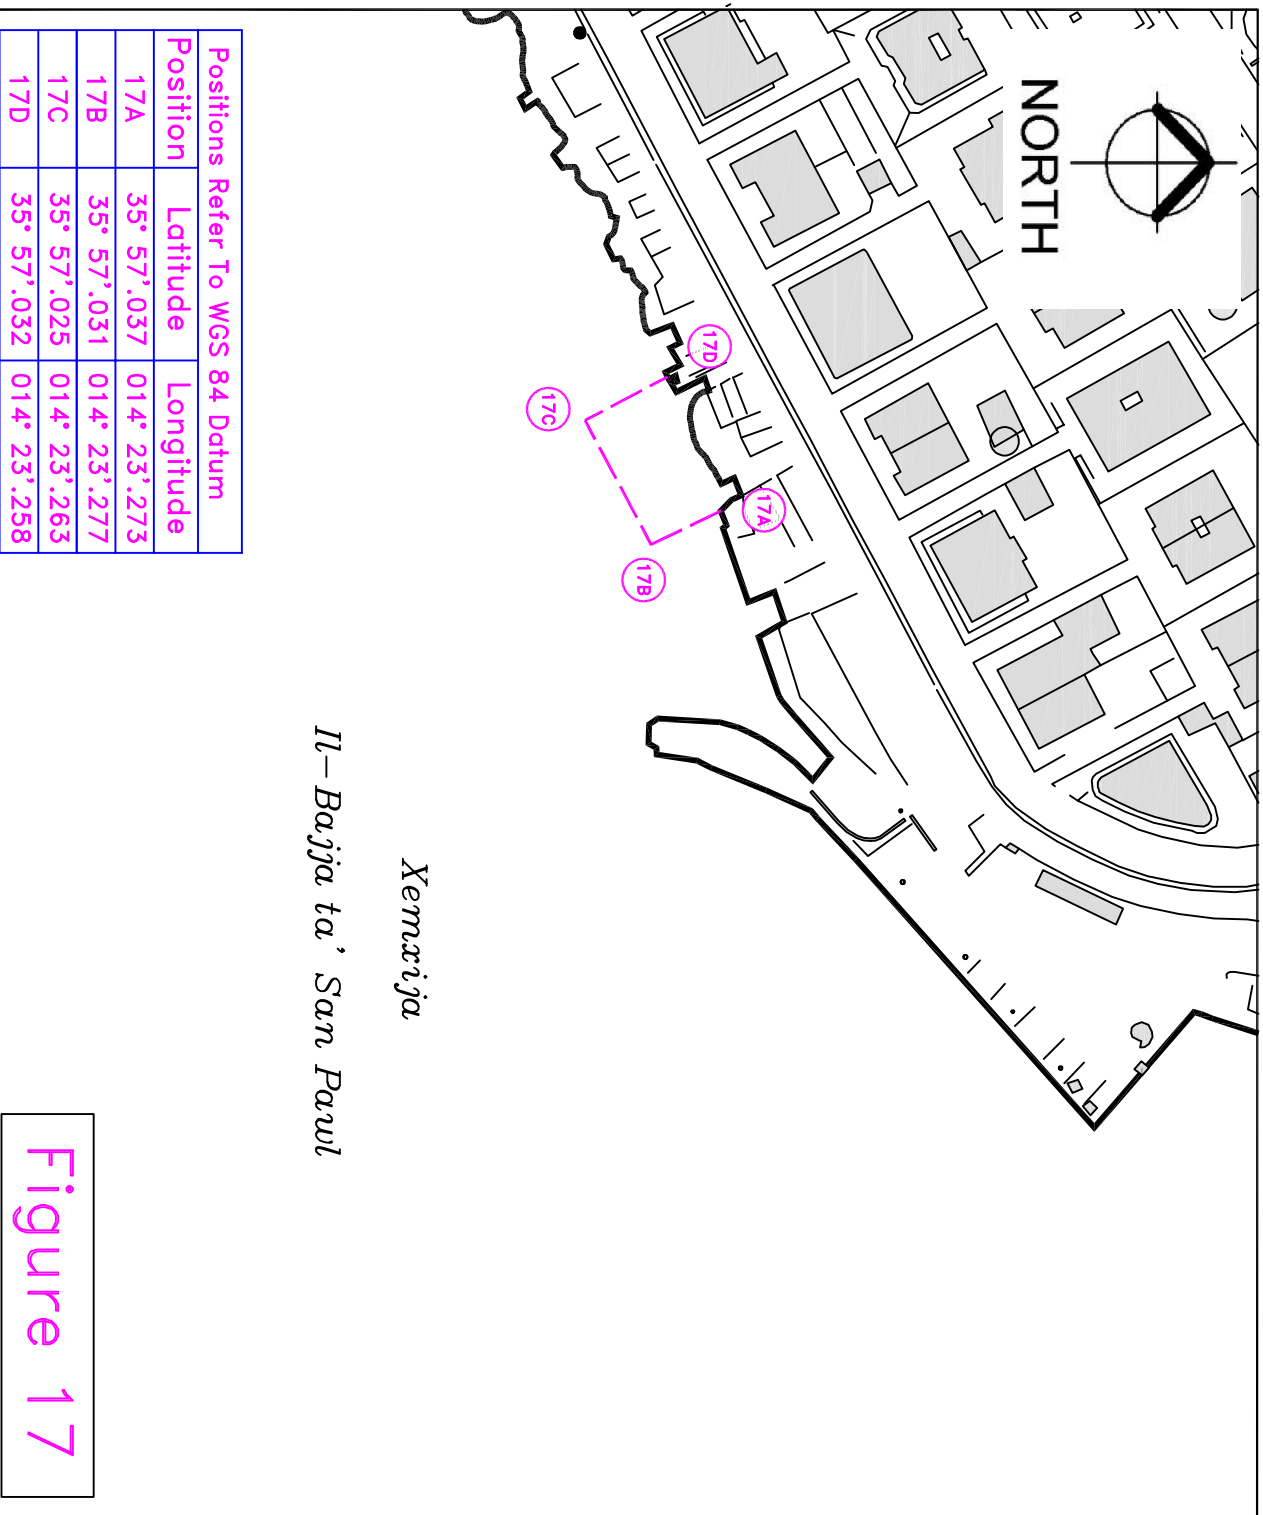 NORTH
17D
17A
17C
17B
Xemxija
Il-Bajja ta' San Pawl
Positions Refer To WGS 84 Datum
Position Latitude Longitude
17A 35° 57'.037 014° 23'.273
17B 35° 57'.031 014° 23'.277
17C 35° 57'.025 014° 23'.263
17D 35° 57'.032 014° 23'.258
Figure 17